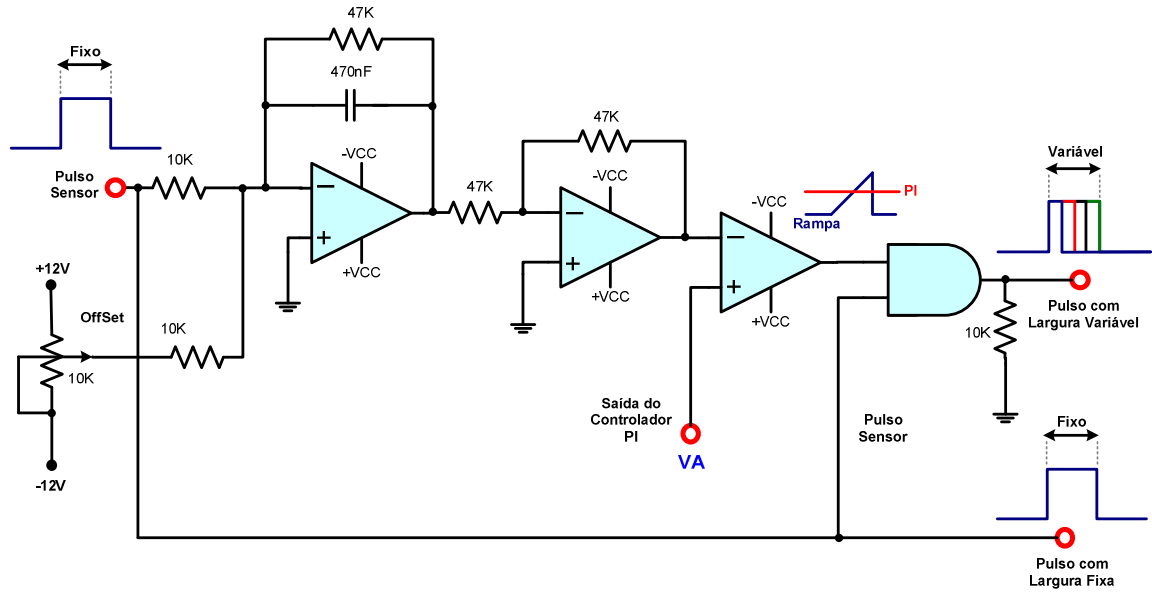 47K
Fixo
470nF
47K
10K
-VCC
Variável
Pulso
Sensor
47K
-VCC
PI
-VCC
Rampa
+VCC
+12V
+VCC
OffSet
Pulso com
Largura Variável
+VCC
10K
10K
10K
Saída do
Controlador
PI
Pulso
Sensor
Fixo
VA
-12V
Pulso com
Largura Fixa